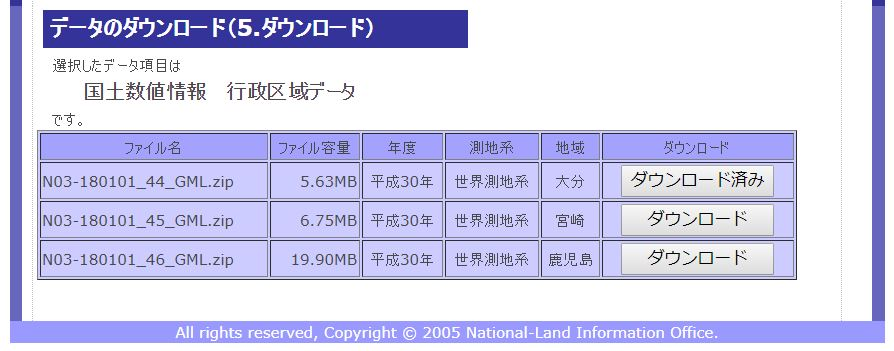 データのダウンロード(5.ダウンロード)
選択したデータ項目は
国土数値情報　行政区域データ
です。
ファイル名 ファイル容量 年度 測地系 地域 ダウンロード
N03-180101_44_GML.zip 5.63MB 平成30年 世界測地系 大分 ダウンロード済み
N03-180101_45_GML.zip 6.75MB 平成30年 世界測地系 宮崎 ダウンロード
N03-180101_46_GML.zip 19.90MB 平成30年 世界測地系 鹿児島 ダウンロード
All rights reserved, Copyright © 2005 National-Land Information Office.